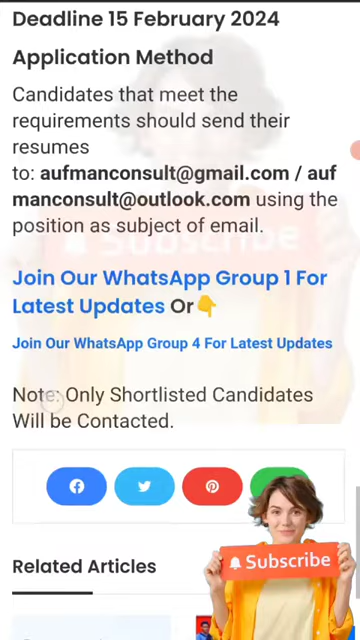 Deadline 15 February 2024
Application Method
Candidates that meet the
requirements should send their
resumes
to: aufmanconsult@gmail.com / auf
manconsult@outlook.com using the
position as subject of email.
Join Our WhatsApp Group 1 For
Latest Updates Or👇
Join Our WhatsApp Group 4 For Latest Updates
Note: Only Shortlisted Candidates
Will be Contacted.
Subscribe
Related Articles